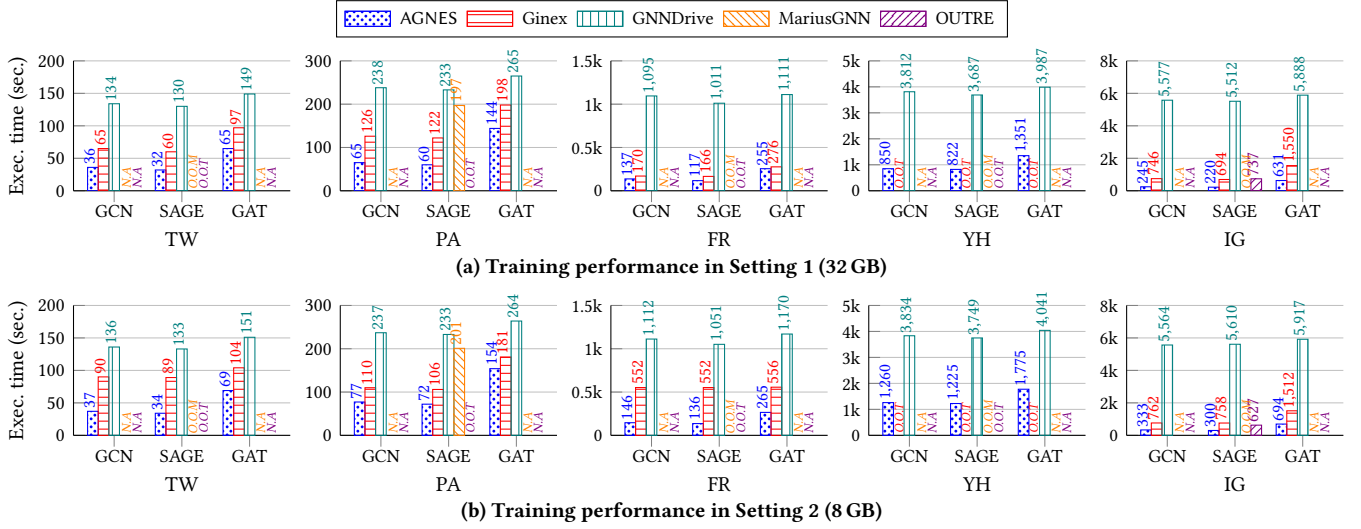 AGNES Ginex GNNDrive MariusGNN OUTRE
Exec. time (sec.)
200
150
100
50
0
36 65 134 N.A N.A
32 60 130 O.O.M O.O.T
65 97 149 N.A N.A
GCN SAGE GAT
TW
300
200
100
0
65 126 238 N.A N.A
60 122 233 197 O.O.T
144 198 265 N.A N.A
GCN SAGE GAT
PA
1.5k
1k
0.5k
0
137 170 1,095 N.A N.A
117 166 1,011 O.O.M O.O.T
255 276 1,111 N.A N.A
GCN SAGE GAT
FR
5k
4k
3k
2k
1k
0
850 O.O.T 3,812 N.A N.A
822 O.O.T 3,687 O.O.M O.O.T
1,351 O.O.T 3,987 N.A N.A
GCN SAGE GAT
YH
8k
6k
4k
2k
0
245 746 5,577 N.A N.A
220 694 5,512 O.O.M 737
631 1,550 5,888 N.A N.A
GCN SAGE GAT
IG
(a) Training performance in Setting 1 (32 GB)
Exec. time (sec.)
200
150
100
50
0
37 90 136 N.A N.A
34 89 133 O.O.M O.O.T
69 104 151 N.A N.A
GCN SAGE GAT
TW
300
200
100
0
77 110 237 N.A N.A
72 106 233 201 O.O.T
154 181 264 N.A N.A
GCN SAGE GAT
PA
1.5k
1k
0.5k
0
146 552 1,112 N.A N.A
136 552 1,051 O.O.M O.O.T
265 556 1,170 N.A N.A
GCN SAGE GAT
FR
5k
4k
3k
2k
1k
0
1,260 O.O.T 3,834 N.A N.A
1,225 O.O.T 3,749 O.O.M O.O.T
1,775 O.O.T 4,041 N.A N.A
GCN SAGE GAT
YH
8k
6k
4k
2k
0
333 762 5,564 N.A N.A
300 758 5,610 O.O.M 627
694 1,512 5,917 N.A N.A
GCN SAGE GAT
IG
(b) Training performance in Setting 2 (8 GB)